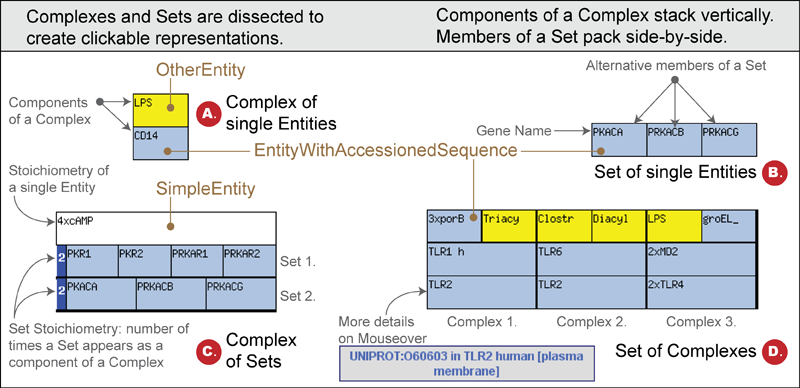 Complexes and Sets are dissected to
create clickable representations.
Components of a Complex stack vertically.
Members of a Set pack side-by-side.
OtherEntity
Components
of a Complex
LPS
CD14
A.
Complex of
single Entities
Alternative members of a Set
Gene Name
PKACA
PRKACB
PRKACG
Set of single Entities
B.
EntityWithAccessionedSequence
Stoichiometry of
a single Entity
SimpleEntity
4xcAMP
2
PKR1
PKR2
PRKAR1
PRKAR2
Set 1.
2
PKACA
PRKACB
PRKACG
Set 2.
Set Stoichiometry: number of
times a Set appears as a
component of a Complex
C.
Complex
of Sets
3xporB
Triacy
Clostr
Diacyl
LPS
groEL_
TLR1 h
TLR6
2xMD2
TLR2
TLR2
2xTLR4
More details
on Mouseover
Complex 1.
Complex 2.
Complex 3.
UNIPROT:O60603 in TLR2 human [plasma
membrane]
Set of Complexes
D.